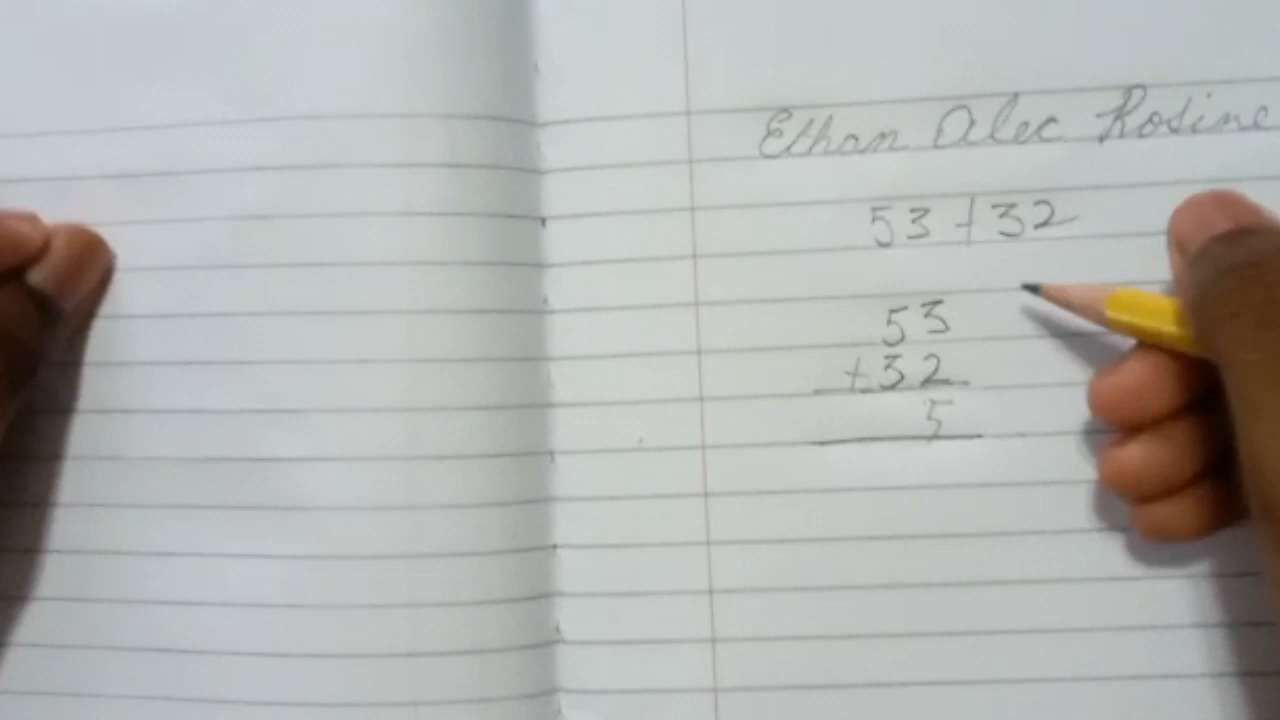 Ethan Alec Rosine
53 + 32
53
+ 32
5